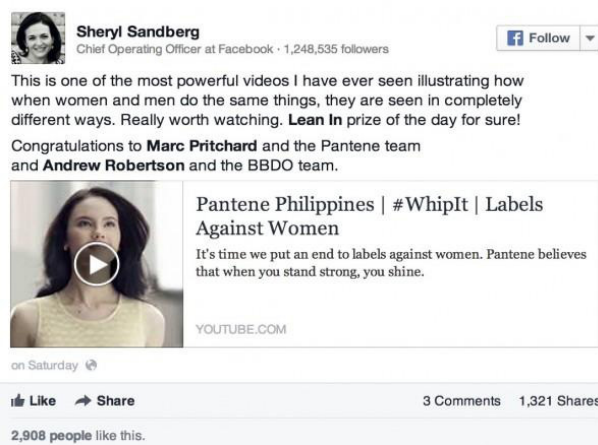 Sheryl Sandberg
Chief Operating Officer at Facebook · 1,248,535 followers
Follow
This is one of the most powerful videos I have ever seen illustrating how
when women and men do the same things, they are seen in completely
different ways. Really worth watching. Lean In prize of the day for sure!
Congratulations to Marc Pritchard and the Pantene team
and Andrew Robertson and the BBDO team.
Pantene Philippines | #WhipIt | Labels
Against Women
It's time we put an end to labels against women. Pantene believes
that when you stand strong, you shine.
YOUTUBE.COM
on Saturday
Like Share 3 Comments 1,321 Shares
2,908 people like this.